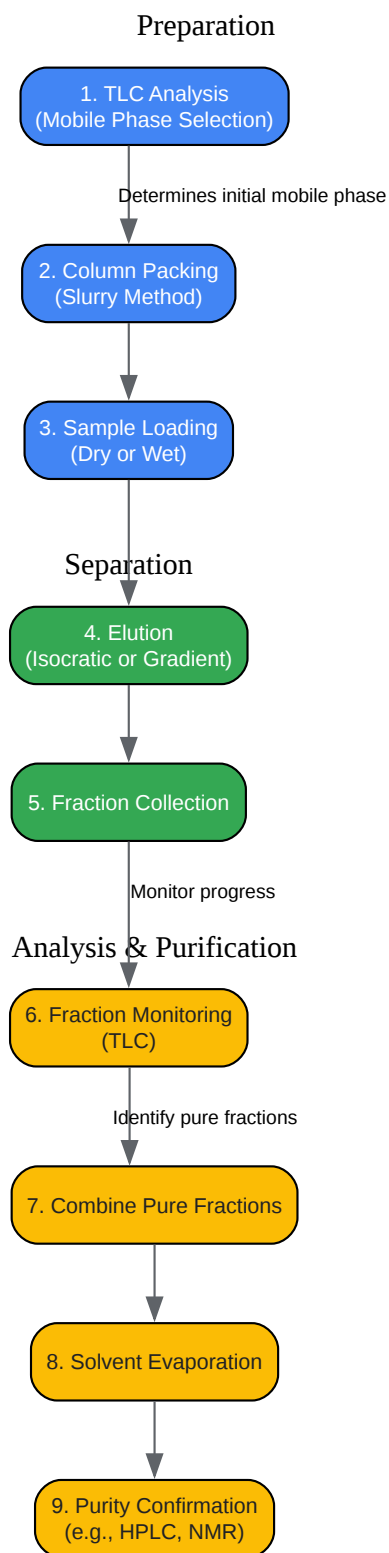 Preparation
1. TLC Analysis
(Mobile Phase Selection)
Determines initial mobile phase
2. Column Packing
(Slurry Method)
3. Sample Loading
(Dry or Wet)
Separation
4. Elution
(Isocratic or Gradient)
5. Fraction Collection
Monitor progress
Analysis & Purification
6. Fraction Monitoring
(TLC)
Identify pure fractions
7. Combine Pure Fractions
8. Solvent Evaporation
9. Purity Confirmation
(e.g., HPLC, NMR)